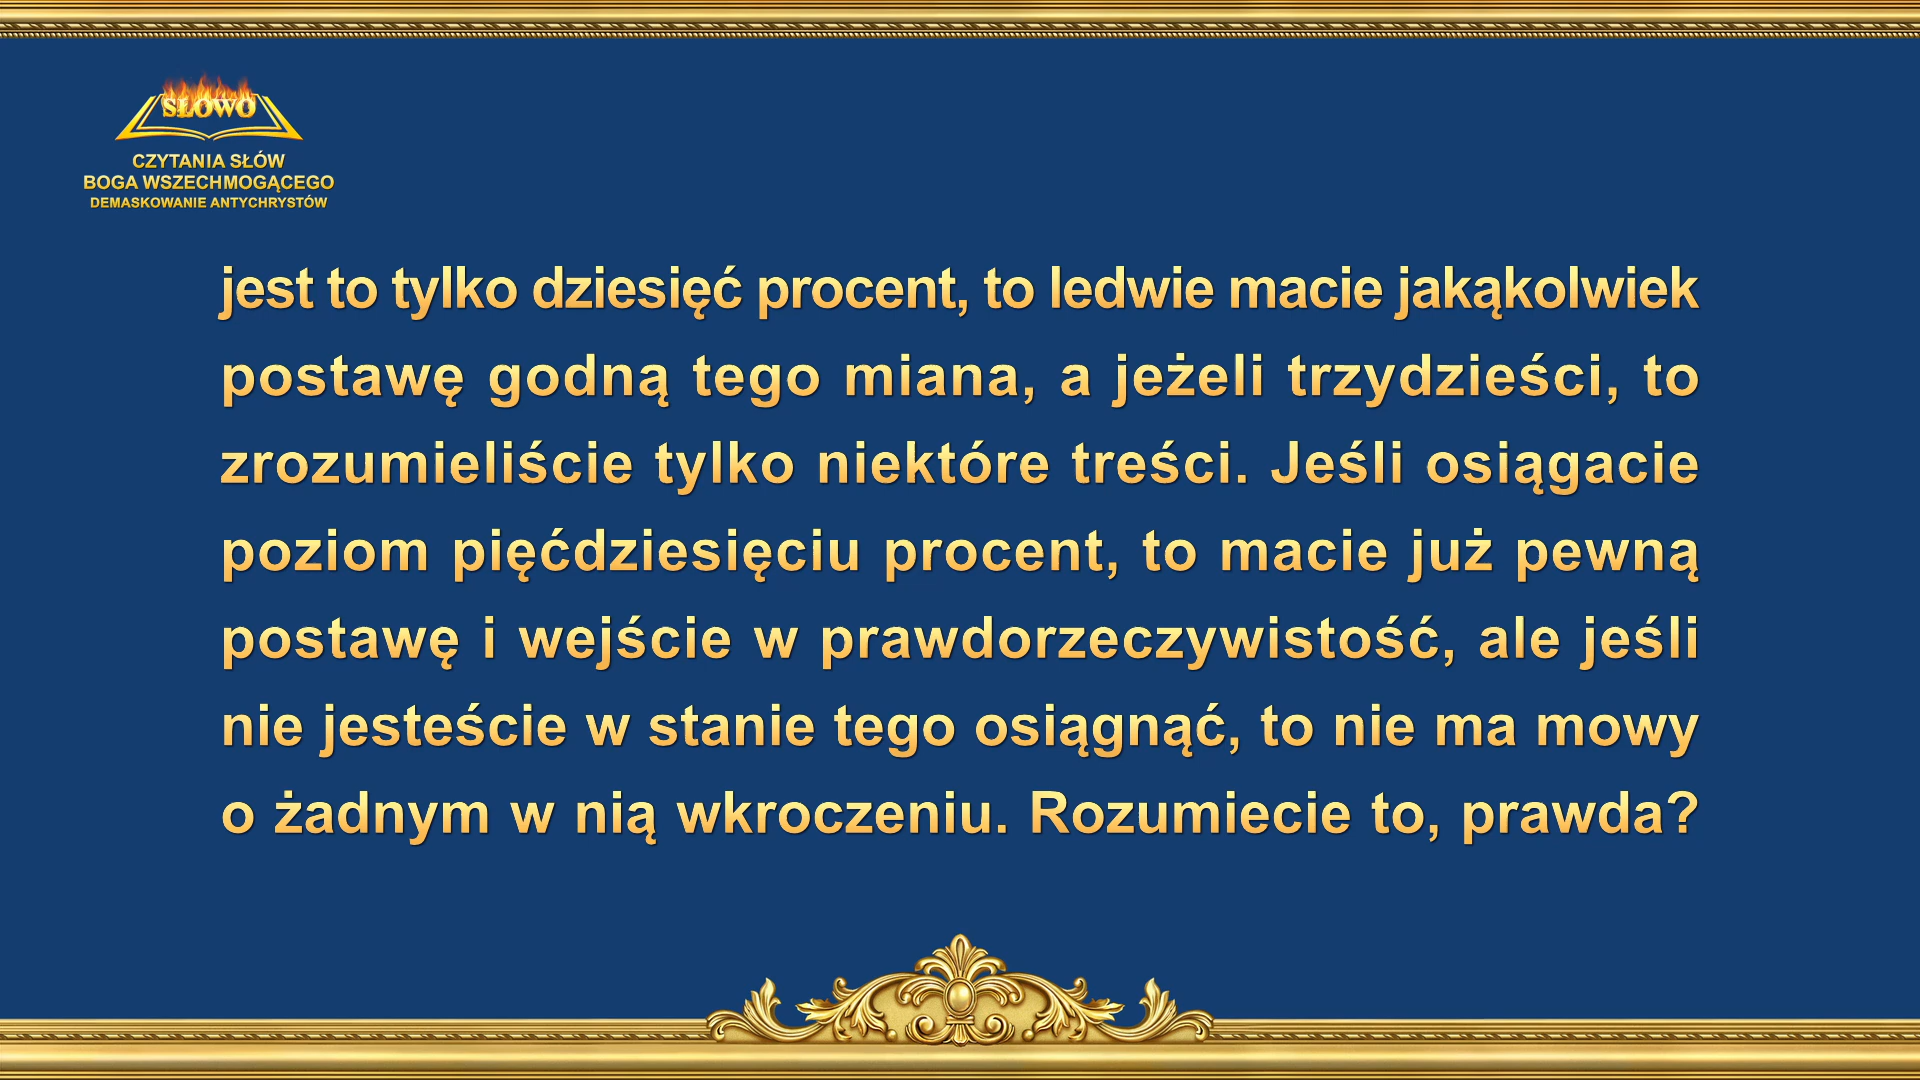 SŁOWO
CZYTANIA SŁÓW
BOGA WSZECHMOGĄCEGO
DEMASKOWANIE ANTYCHRYSTÓW
jest to tylko dziesięć procent, to ledwie macie jakąkolwiek
postawę godną tego miana, a jeżeli trzydzieści, to
zrozumieliście tylko niektóre treści. Jeśli osiągacie
poziom pięćdziesięciu procent, to macie już pewną
postawę i wejście w prawdorzeczywistość, ale jeśli
nie jesteście w stanie tego osiągnąć, to nie ma mowy
o żadnym w nią wkroczeniu. Rozumiecie to, prawda?